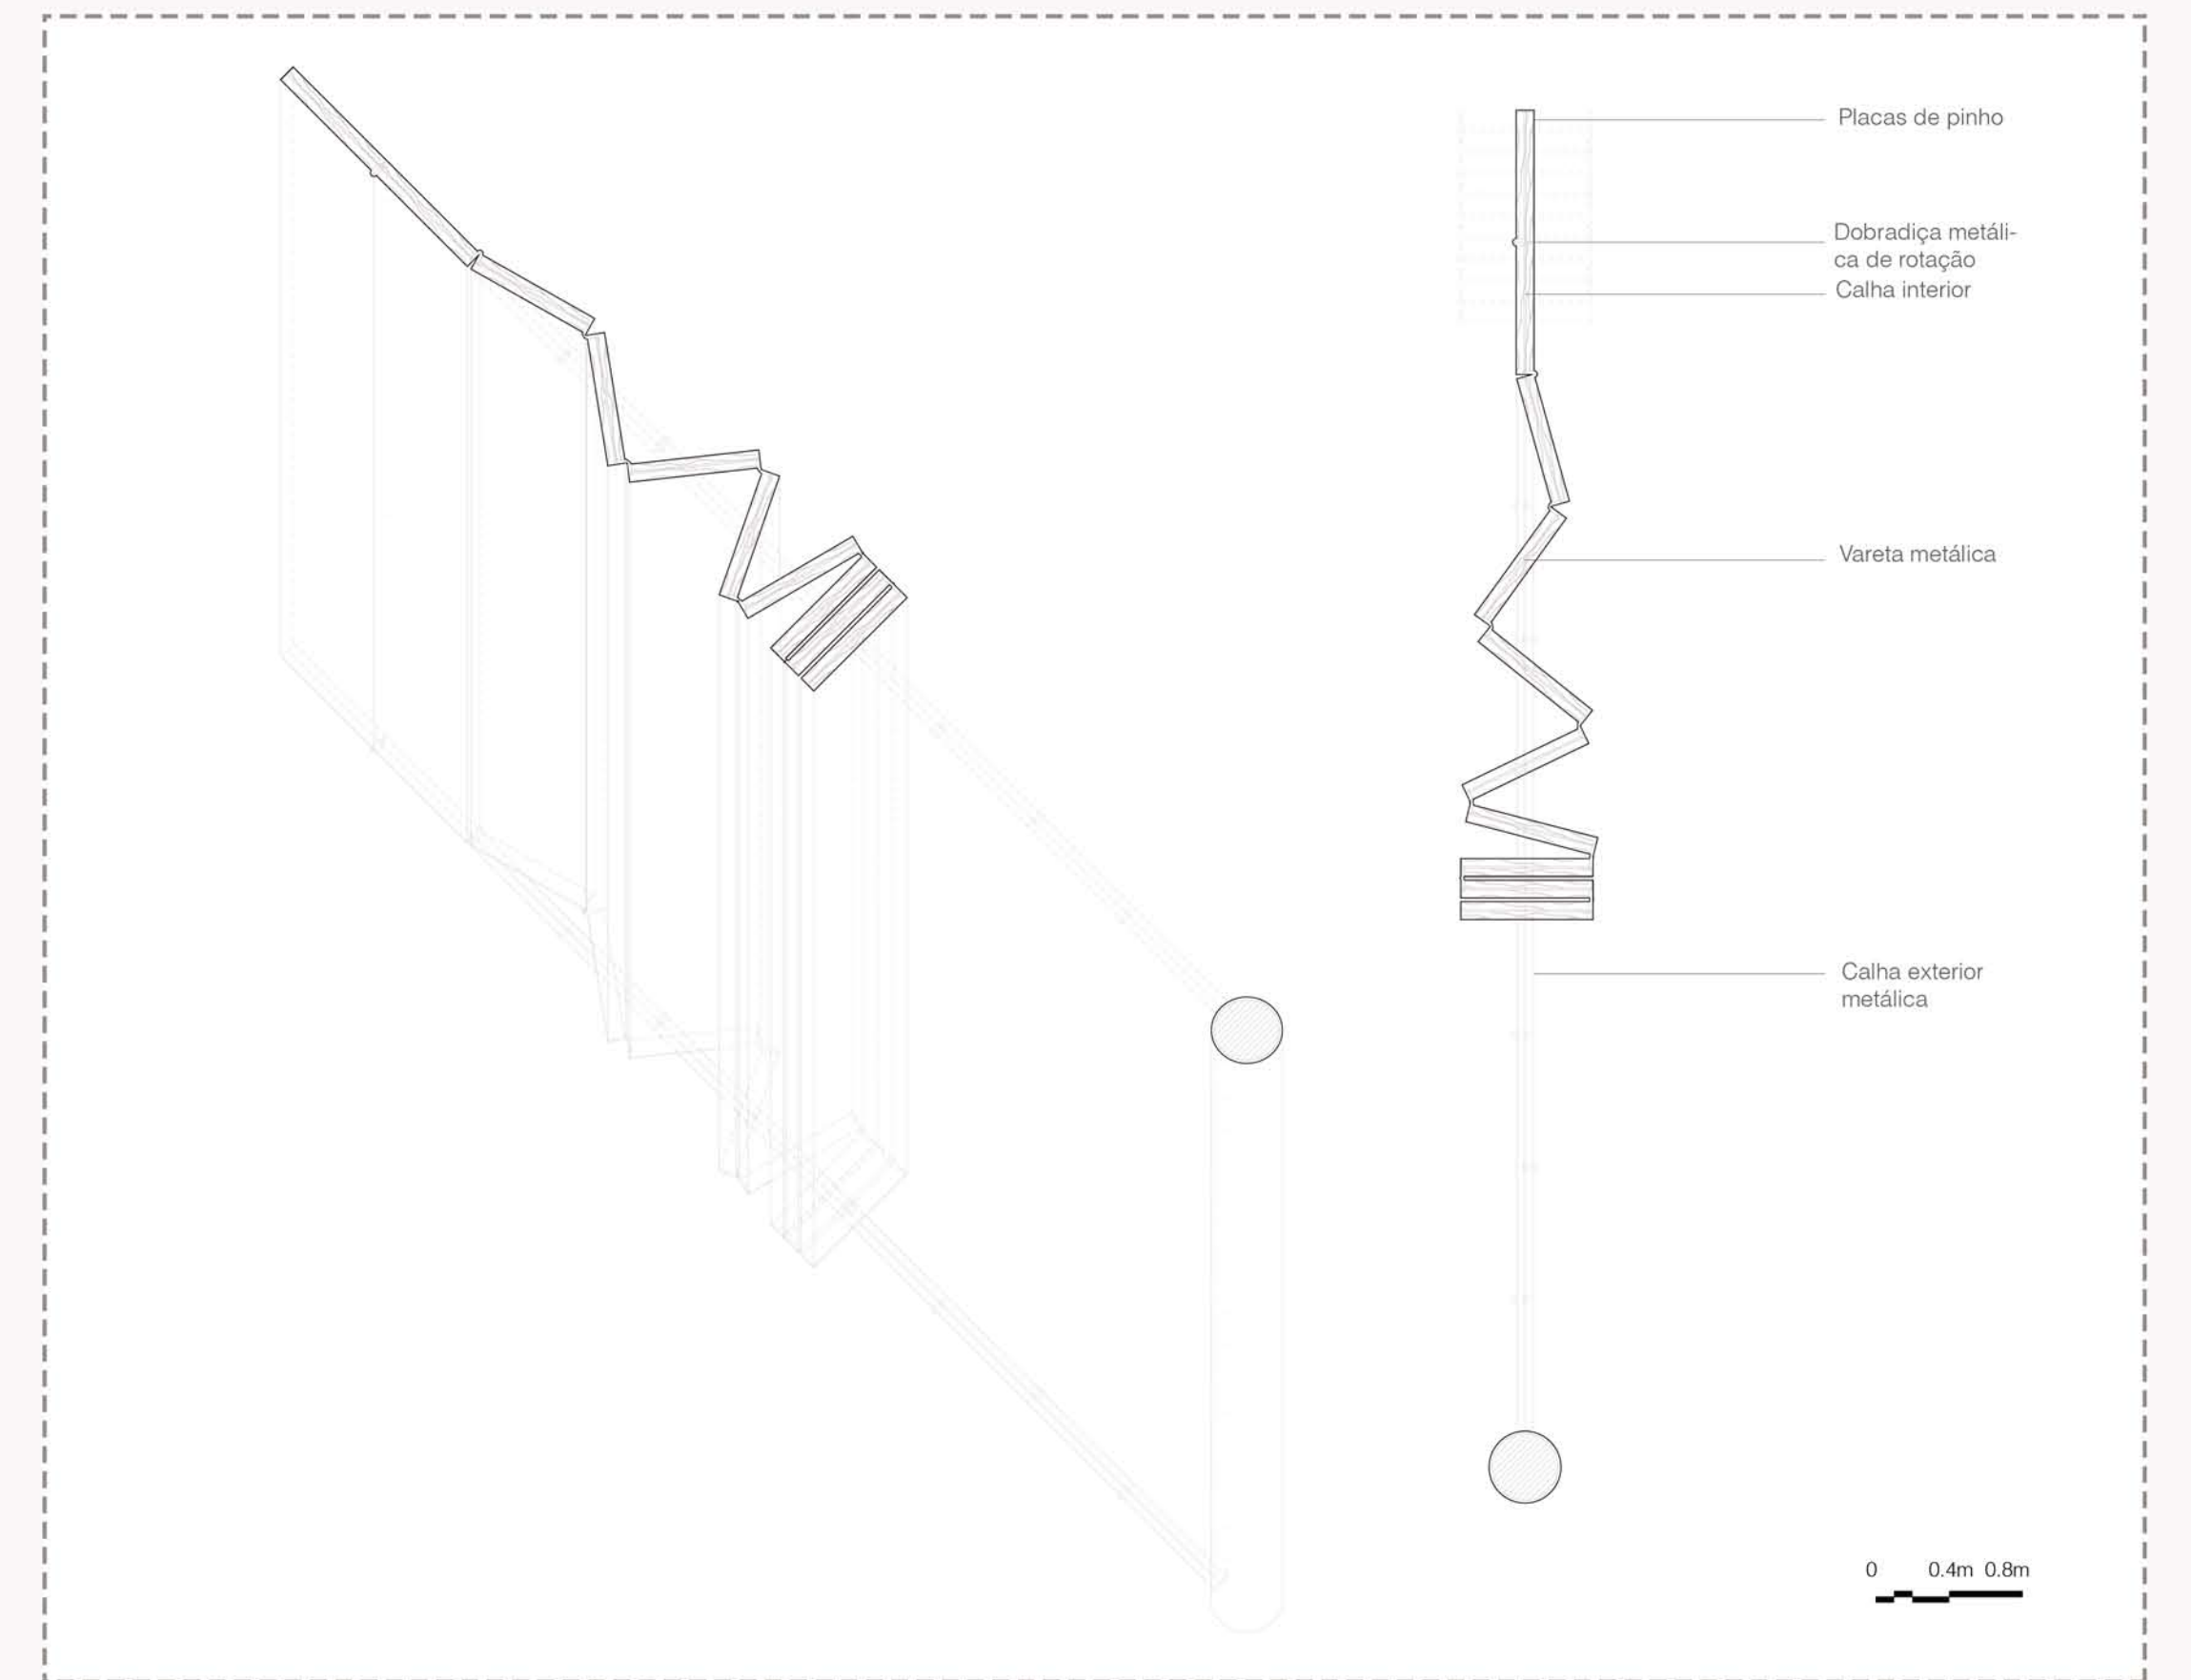 Placas de pinho
Dobradiça metáli-
ca de rotação
Calha interior
Vareta metálica
Calha exterior
metálica
0 0.4m 0.8m